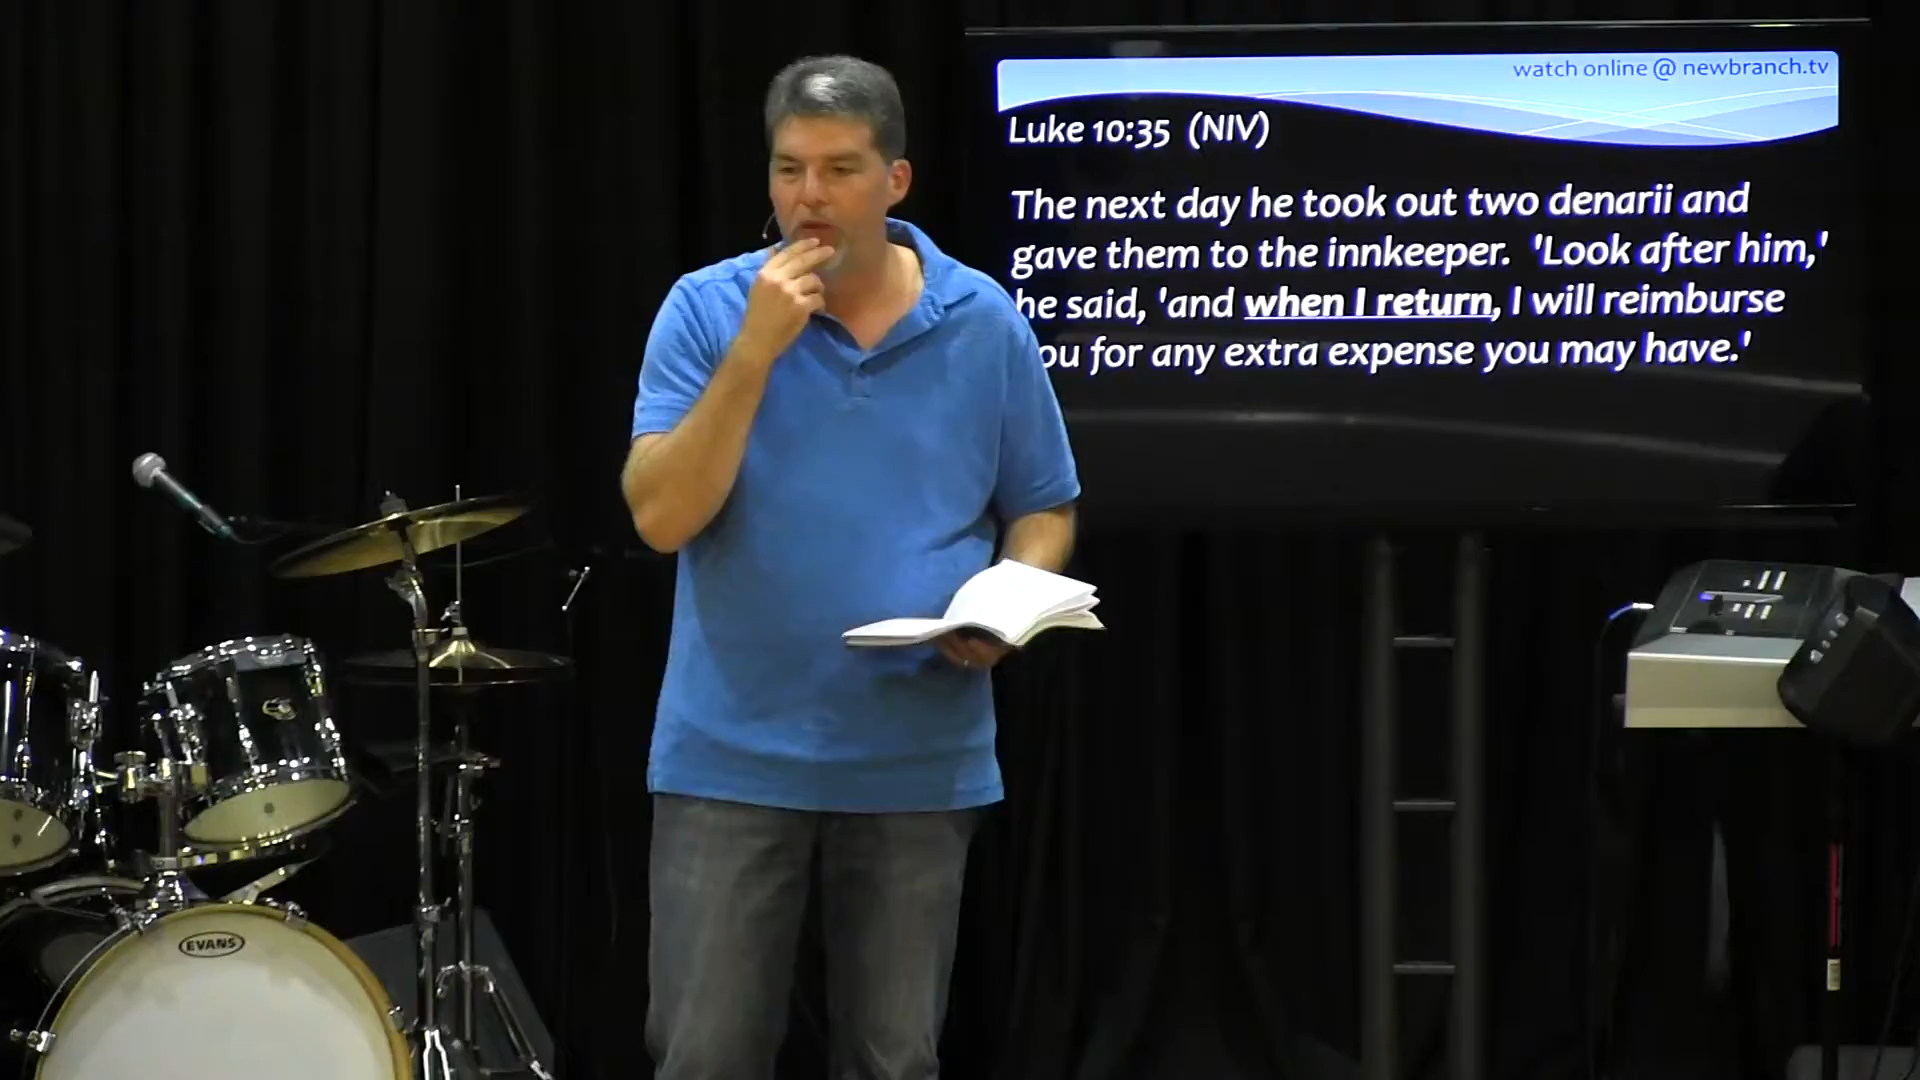 watch online @ newbranch.tv
Luke 10:35 (NIV)
The next day he took out two denarii and
gave them to the innkeeper. 'Look after him,'
he said, 'and when I return, I will reimburse
you for any extra expense you may have.'
EVANS